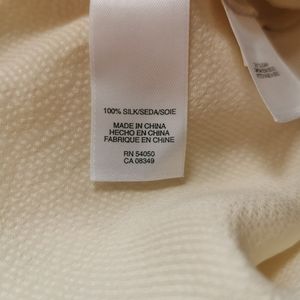 100% SILK/SEDA/SOIE
MADE IN CHINA
HECHO EN CHINA
FABRIQUE EN CHINE
RN 54050
CA 08349